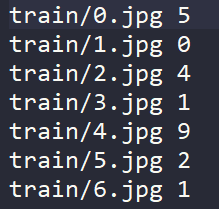 train/0.jpg 5
train/1.jpg 0
train/2.jpg 4
train/3.jpg 1
train/4.jpg 9
train/5.jpg 2
train/6.jpg 1